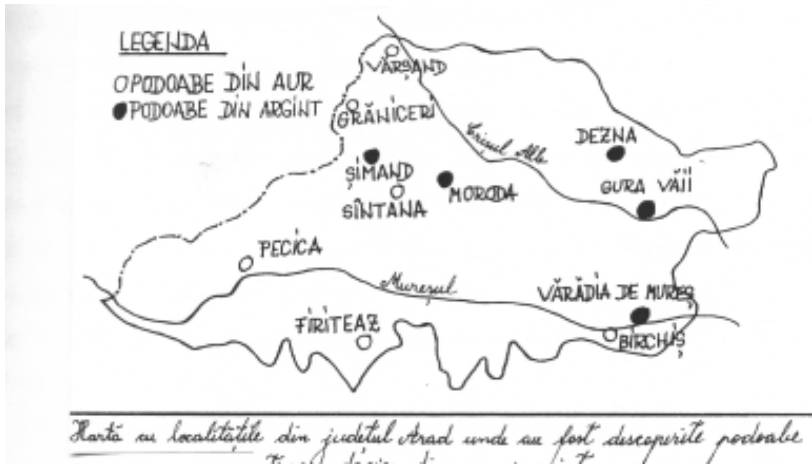 LEGENDA
○ PODOABE DIN AUR
● PODOABE DIN ARGINT
VĂRȘAND
GRĂNICERI
Crișul Alb
DEZNA
ȘIMAND
MORODA
GURA VĂII
SÎNTANA
PECICA
Mureșul
VĂRĂDIA DE MUREȘ
FIRITEAZ
BIRCHIȘ
Hartă cu localitățile din județul Arad unde au fost descoperite podoabe